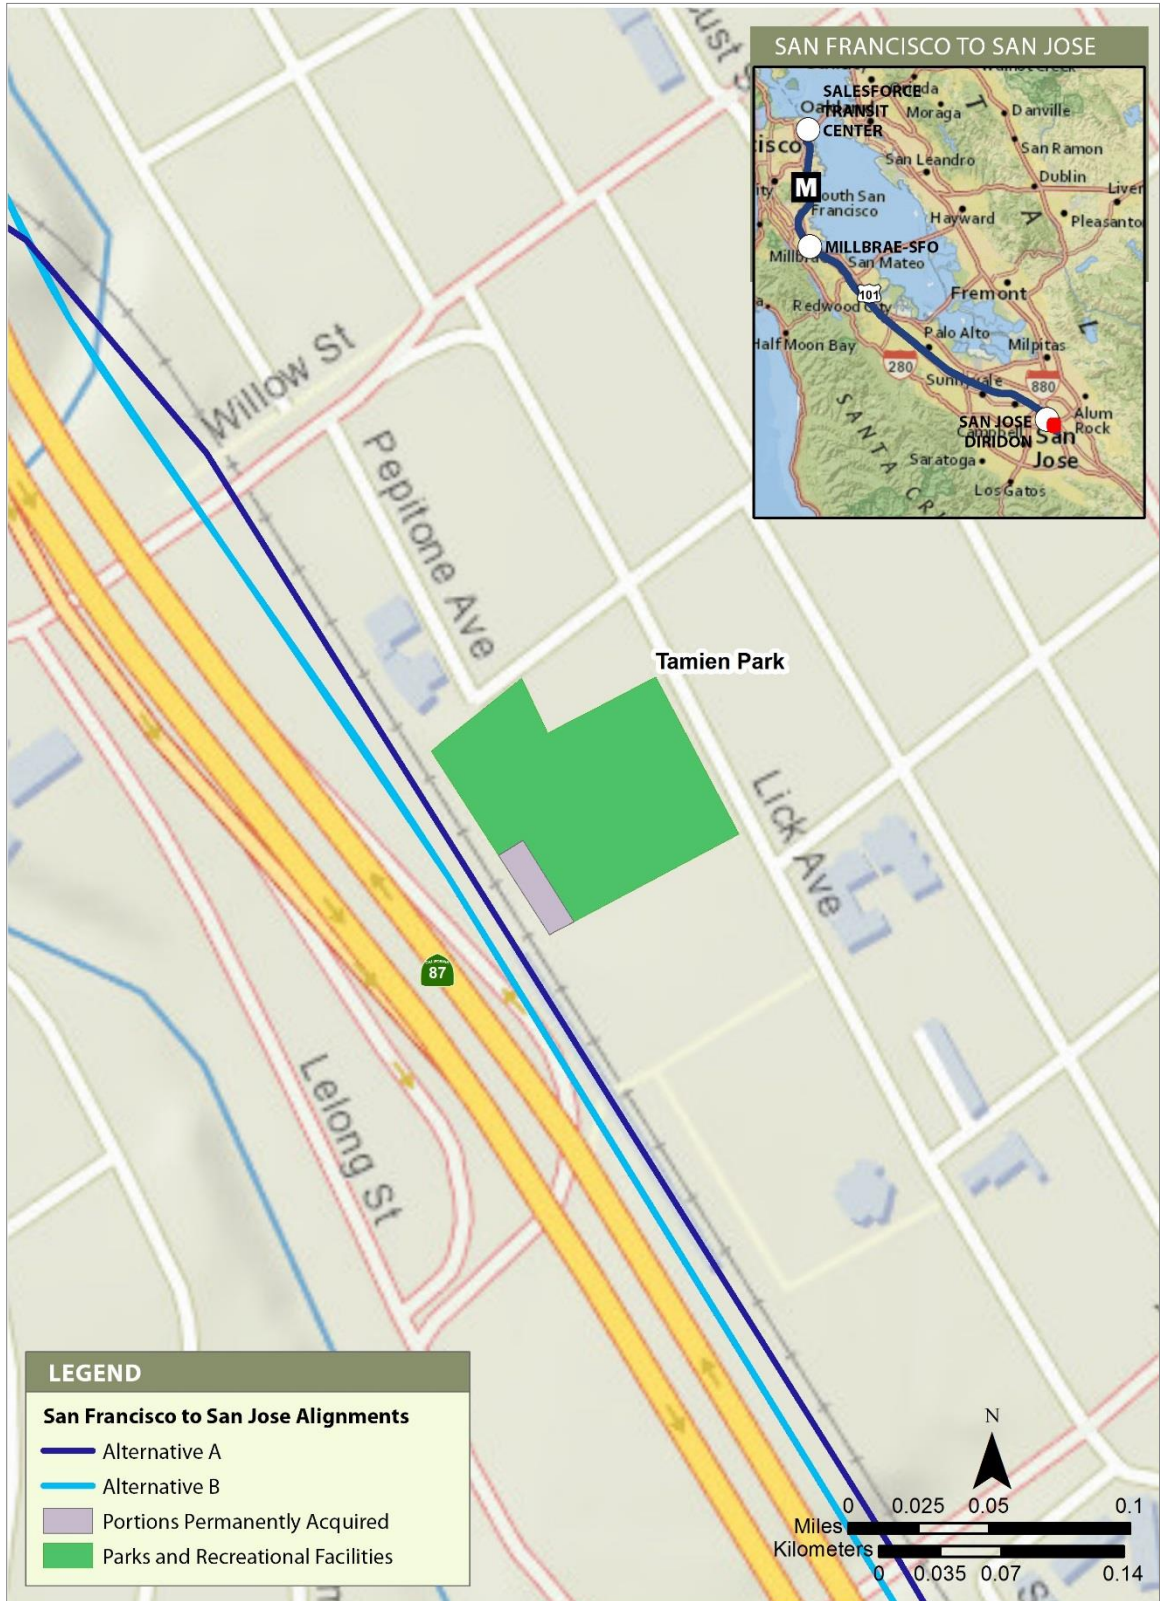 SAN FRANCISCO TO SAN JOSE
SALESFORCE
TRANSIT
CENTER
Moraga
Danville
San Ramon
San Leandro
Dublin
M
South San
Francisco
Hayward
MILLBRAE-SFO
San Mateo
101
Fremont
Redwood City
Half Moon Bay
Palo Alto
Milpitas
280
Sunnyvale
880
SAN JOSE
DIRIDON
Alum
Rock
San
Jose
Saratoga
Los Gatos
SANTA CR
Willow St
Pepitone Ave
Tamien Park
Lick Ave
87
Lelong St
LEGEND
San Francisco to San Jose Alignments
Alternative A
Alternative B
Portions Permanently Acquired
Parks and Recreational Facilities
N
0 0.025 0.05 0.1
Miles
Kilometers
0 0.035 0.07 0.14